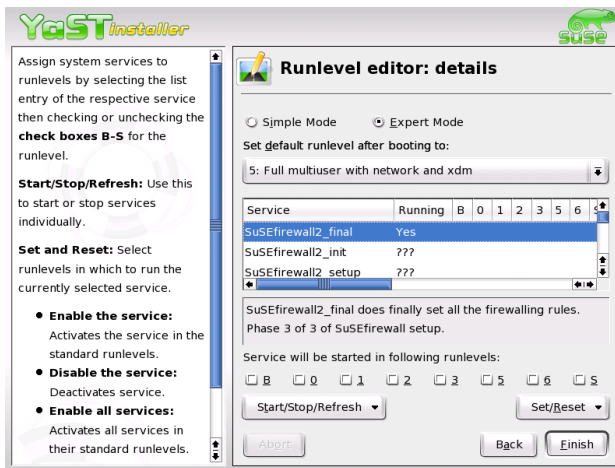 YaST Installer
SUSE
Assign system services to
runlevels by selecting the list
entry of the respective service
then checking or unchecking the
check boxes B-S for the
runlevel.
Start/Stop/Refresh: Use this
to start or stop services
individually.
Set and Reset: Select
runlevels in which to run the
currently selected service.
Enable the service:
Activates the service in the
standard runlevels.
Disable the service:
Deactivates service.
Enable all services:
Activates all services in
their standard runlevels.
Runlevel editor: details
Simple Mode Expert Mode
Set default runlevel after booting to:
5: Full multiuser with network and xdm
Service Running B 0 1 2 3 5 6 S
SuSEfirewall2_final Yes
SuSEfirewall2_init ???
SuSEfirewall2_setup ???
SuSEfirewall2_final does finally set all the firewalling rules.
Phase 3 of 3 of SuSEfirewall setup.
Service will be started in following runlevels:
B 0 1 2 3 5 6 S
Start/Stop/Refresh Set/Reset
Abort Back Finish